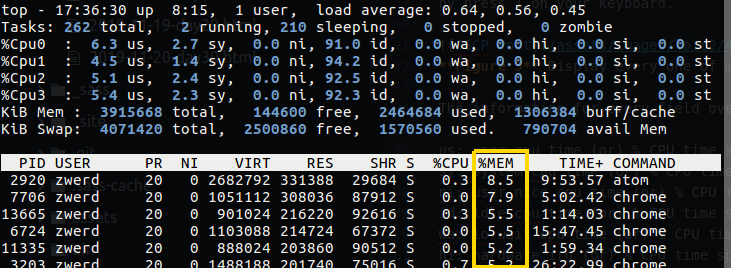 top - 17:36:30 up  8:15,  1 user,  load average: 0.64, 0.56, 0.45
Tasks: 262 total,   2 running, 210 sleeping,   0 stopped,   0 zombie
%Cpu0  :  6.3 us,  2.7 sy,  0.0 ni, 91.0 id,  0.0 wa,  0.0 hi,  0.0 si,  0.0 st
%Cpu1  :  4.5 us,  1.4 sy,  0.0 ni, 94.2 id,  0.0 wa,  0.0 hi,  0.0 si,  0.0 st
%Cpu2  :  5.1 us,  2.4 sy,  0.0 ni, 92.5 id,  0.0 wa,  0.0 hi,  0.0 si,  0.0 st
%Cpu3  :  5.4 us,  2.3 sy,  0.0 ni, 92.3 id,  0.0 wa,  0.0 hi,  0.0 si,  0.0 st
KiB Mem :  3915668 total,   144600 free,  2464684 used,  1306384 buff/cache
KiB Swap:  4071420 total,  2500860 free,  1570560 used.   790704 avail Mem
PID USER      PR  NI    VIRT    RES    SHR S  %CPU %MEM     TIME+ COMMAND
2920 zwerd     20   0 2682792 331388  29684 S   0.3  8.5   9:53.57 atom
7706 zwerd     20   0 1051112 308036  87912 S   0.0  7.9   5:02.42 chrome
13665 zwerd     20   0  901024 216220  92616 S   0.3   1:14.03 chrome
6724 zwerd     20   0 1103088 214724  67372 S   0.0  5.5  15:47.45 chrome
11335 zwerd     20   0  888024 203860  90512 S   0.0  5.2   1:59.34 chrome
3203 zwerd     20   0 1488188 201740  75016 S   0.7  26:22.99 chrome